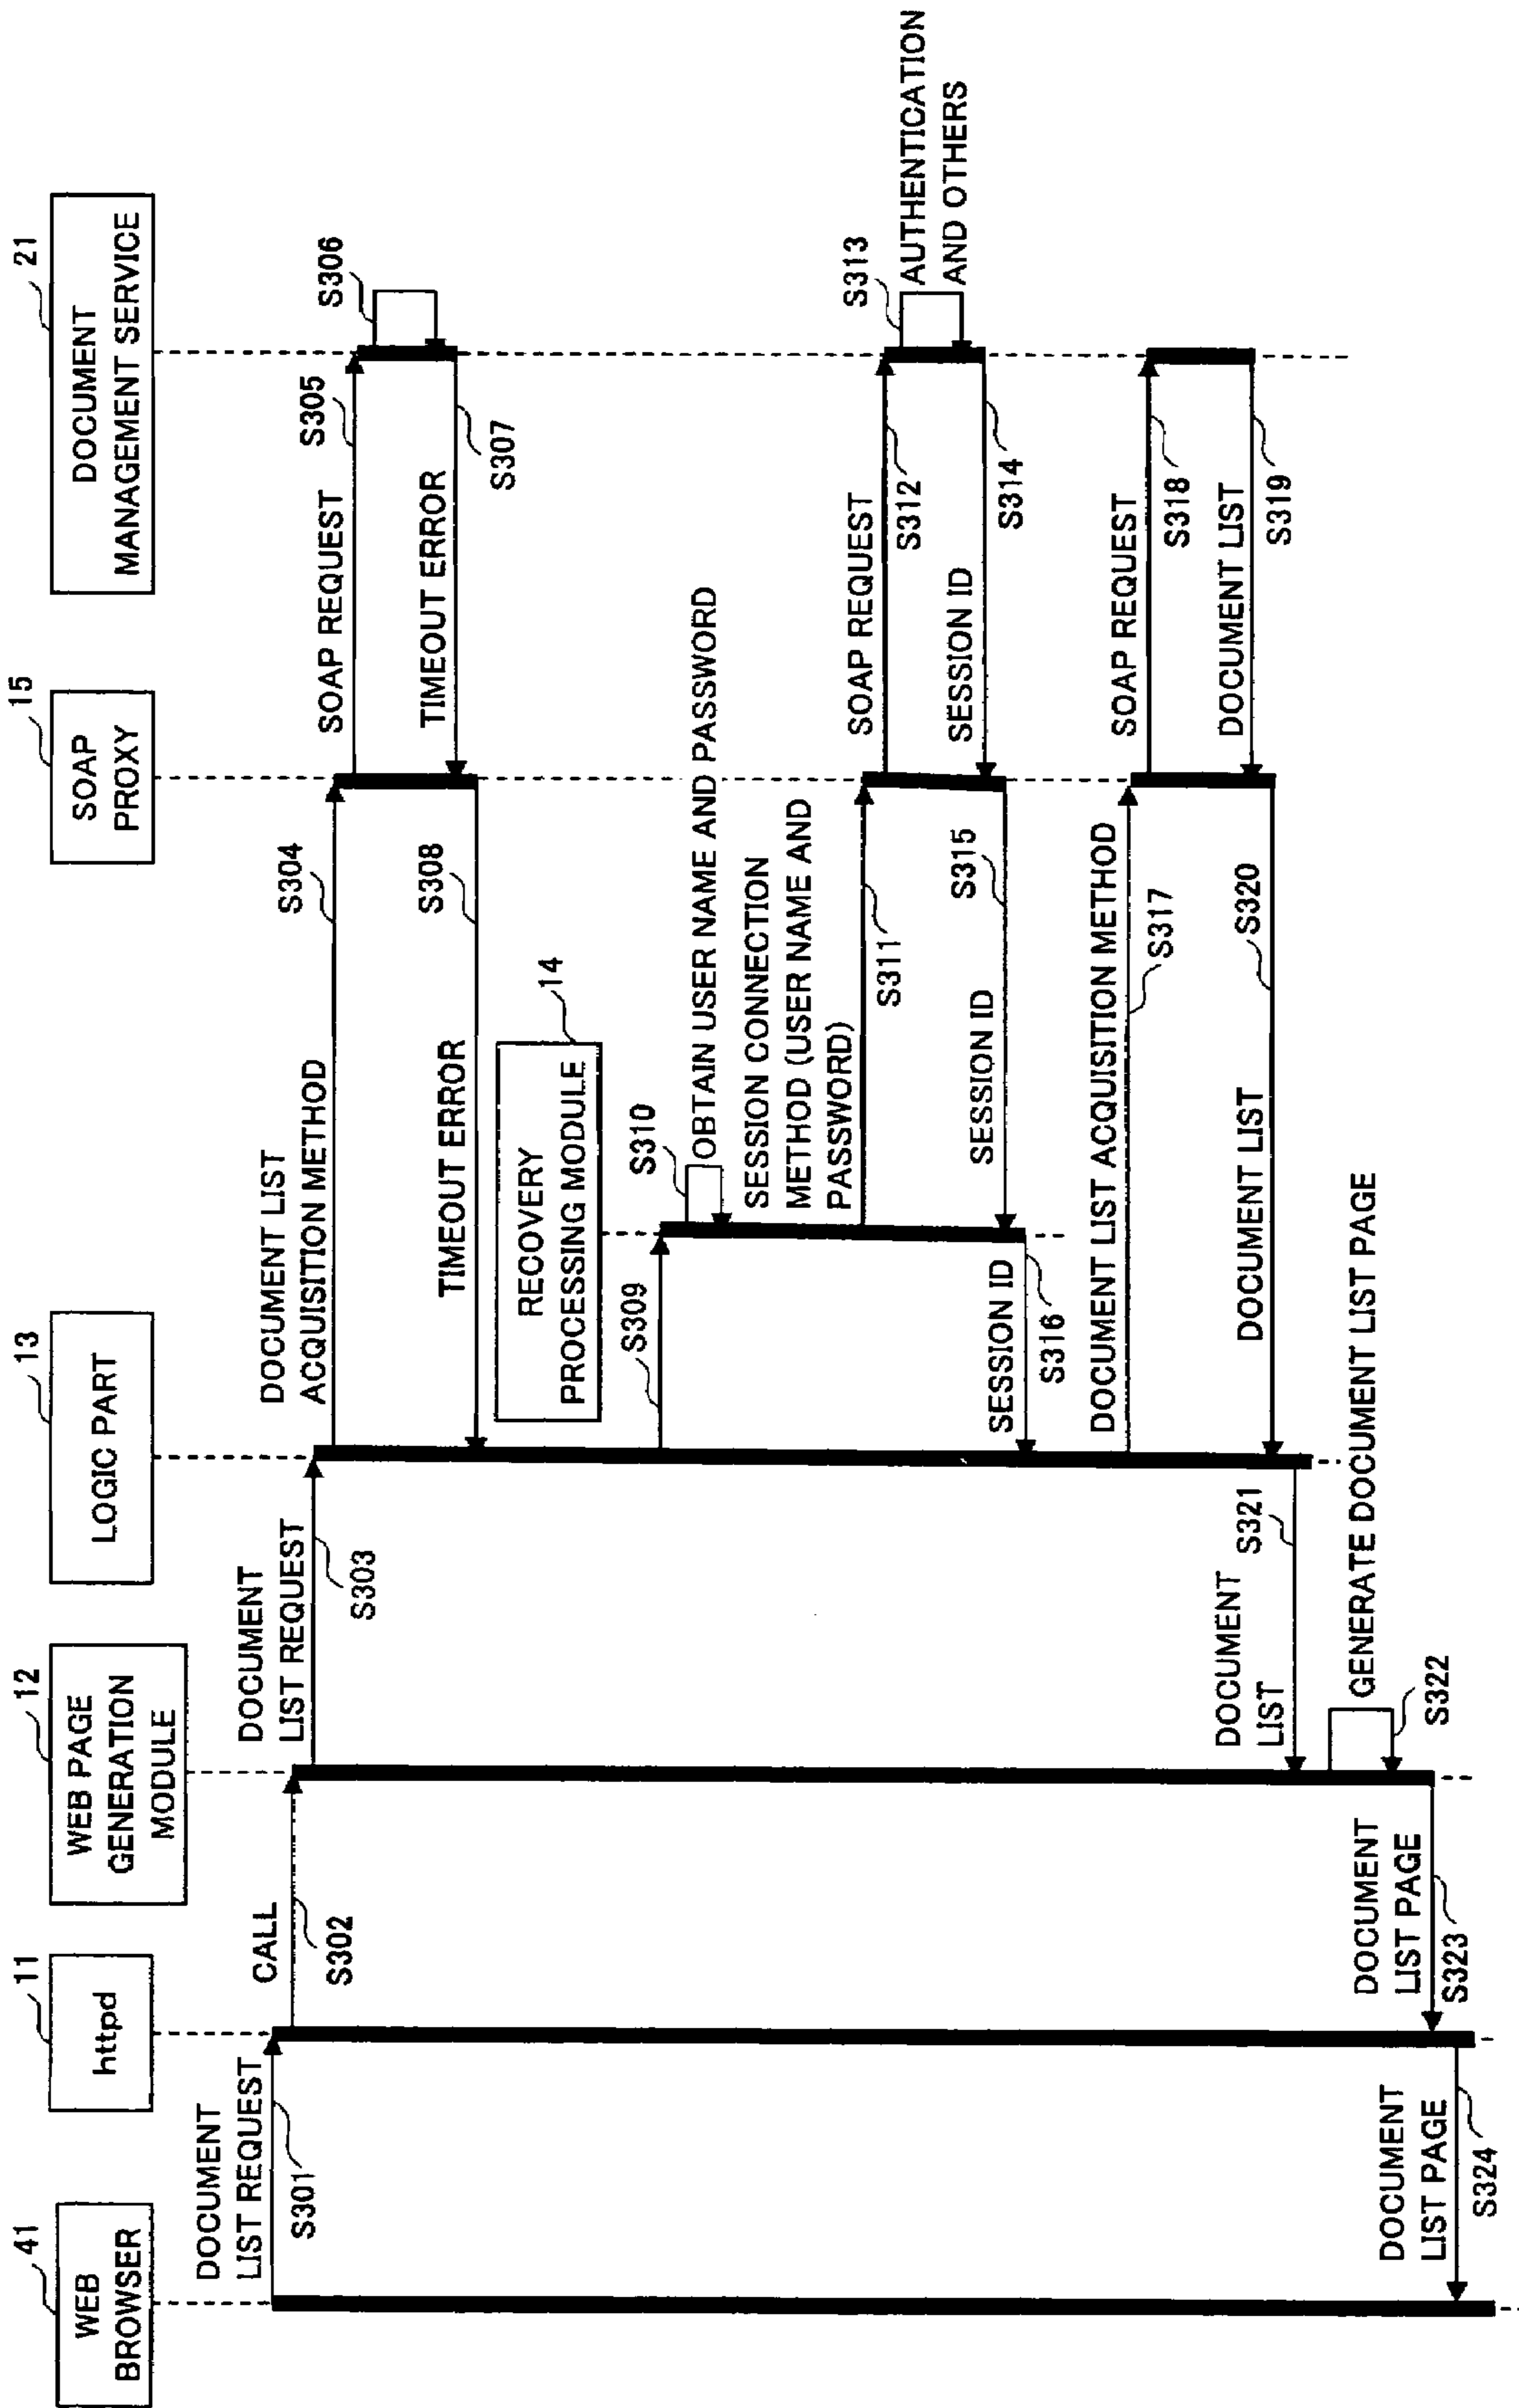 41
WEB
BROWSER
11
httpd
12
WEB PAGE
GENERATION
MODULE
13
LOGIC PART
15
SOAP
PROXY
21
DOCUMENT
MANAGEMENT SERVICE
DOCUMENT
LIST REQUEST
S301
CALL
S302
DOCUMENT
LIST REQUEST
S303
DOCUMENT LIST
ACQUISITION METHOD
S304
SOAP REQUEST
S305
S306
TIMEOUT ERROR
S307
TIMEOUT ERROR
S308
14
RECOVERY
PROCESSING MODULE
S309
S310
OBTAIN USER NAME AND PASSWORD
SESSION CONNECTION
METHOD (USER NAME AND
PASSWORD)
S311
SOAP REQUEST
S312
S313
AUTHENTICATION
AND OTHERS
SESSION ID
S314
SESSION ID
S315
SESSION ID
S316
DOCUMENT LIST ACQUISITION METHOD
S317
SOAP REQUEST
S318
DOCUMENT LIST
S319
DOCUMENT LIST
S320
DOCUMENT
LIST
S321
GENERATE DOCUMENT LIST PAGE
S322
DOCUMENT
LIST PAGE
S323
DOCUMENT
LIST PAGE
S324